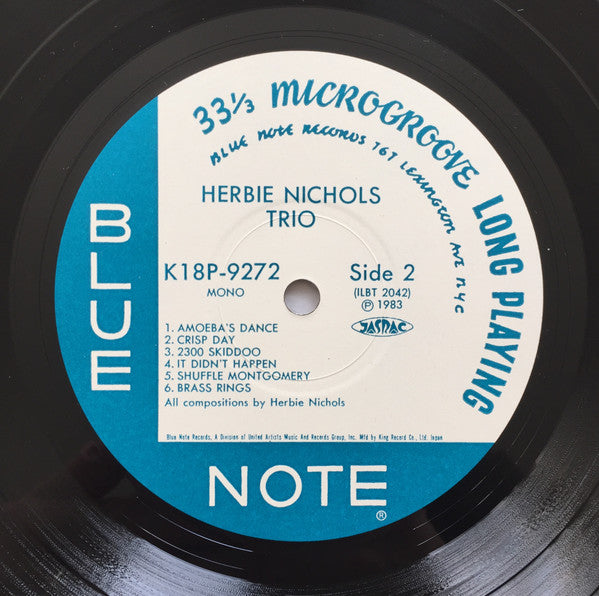 33⅓ MICROGROOVE LONG PLAYING
BLUE NOTE RECORDS 767 LEXINGTON AVE NYC
HERBIE NICHOLS
TRIO
BLUE
K18P-9272
MONO
Side 2
(ILBT 2042)
Ⓟ 1983
JASRAC
1. AMOEBA'S DANCE
2. CRISP DAY
3. 2300 SKIDDOO
4. IT DIDN'T HAPPEN
5. SHUFFLE MONTGOMERY
6. BRASS RINGS
All compositions by Herbie Nichols
Blue Note Records, A Division of United Artists Music And Records Group, Inc. Mfd by King Record Co., Ltd. Japan
NOTE®